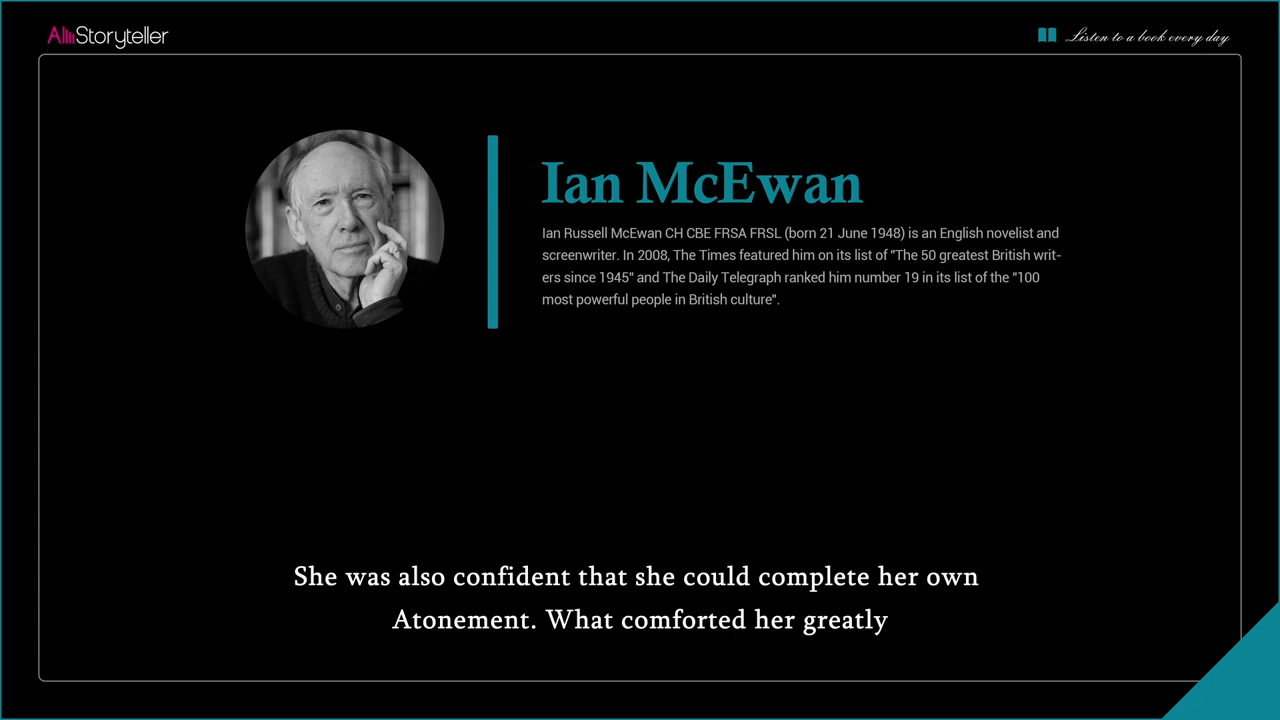 AllStoryteller
Listen to a book every day
Ian McEwan
Ian Russell McEwan CH CBE FRSA FRSL (born 21 June 1948) is an English novelist and
screenwriter. In 2008, The Times featured him on its list of "The 50 greatest British writ-
ers since 1945" and The Daily Telegraph ranked him number 19 in its list of the "100
most powerful people in British culture".
She was also confident that she could complete her own
Atonement. What comforted her greatly